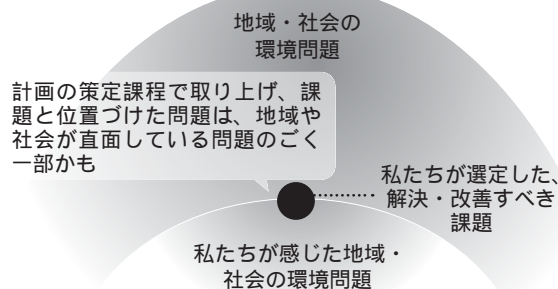 地域・社会の
環境問題
計画の策定課程で取り上げ、課
題と位置づけた問題は、地域や
社会が直面している問題のごく
一部かも
私たちが選定した、
解決・改善すべき
課題
私たちが感じた地域・
社会の環境問題